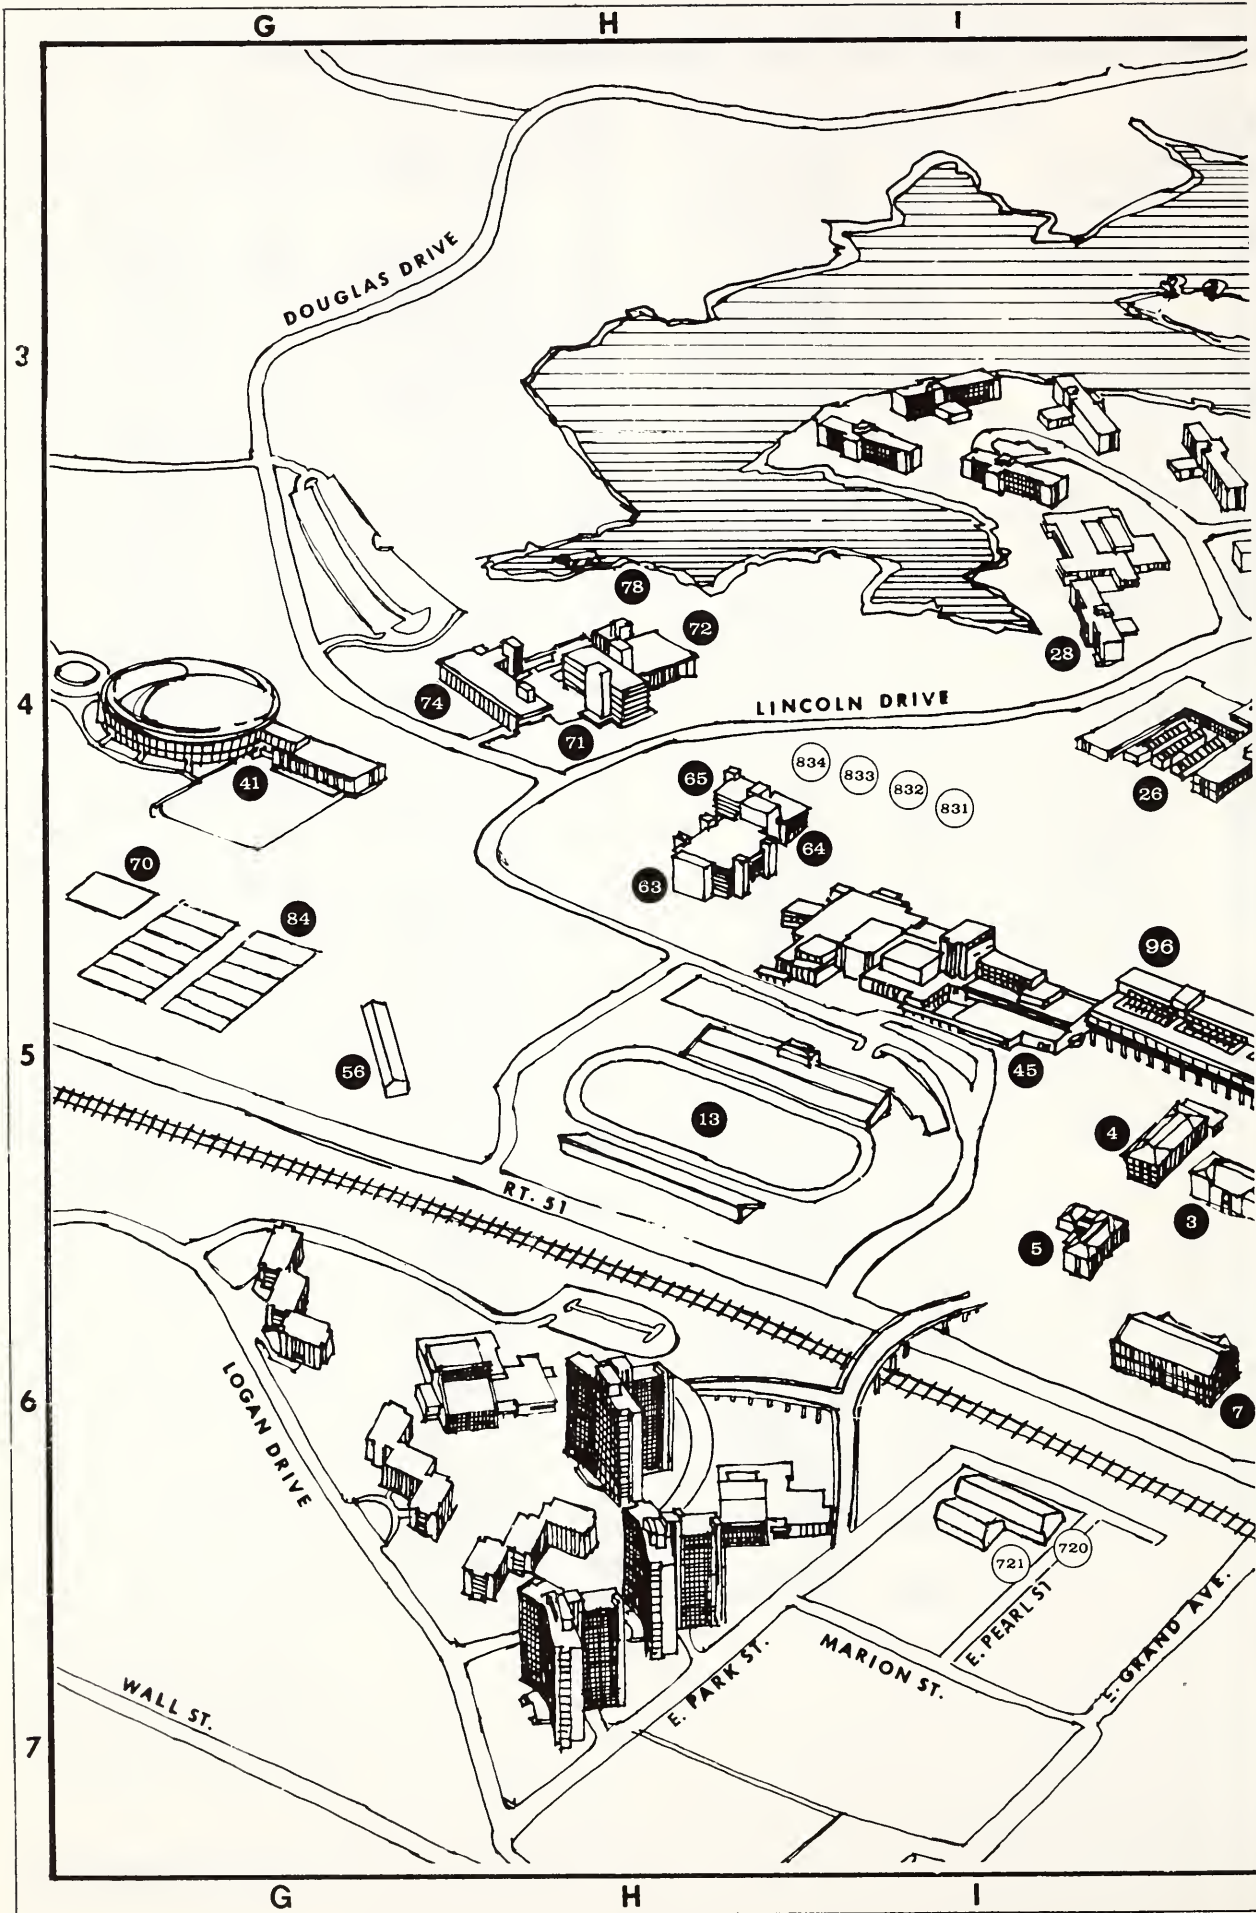 G H I
DOUGLAS DRIVE
3
78
72
28
74
4
LINCOLN DRIVE
71
41
65
834
833
832
831
26
70
64
63
84
96
5
56
45
13
4
RT. 51
3
5
LOGAN DRIVE
6
7
720
721
E. PEARL ST
E. GRAND AVE.
MARION ST.
E. PARK ST.
WALL ST.
7
G H I